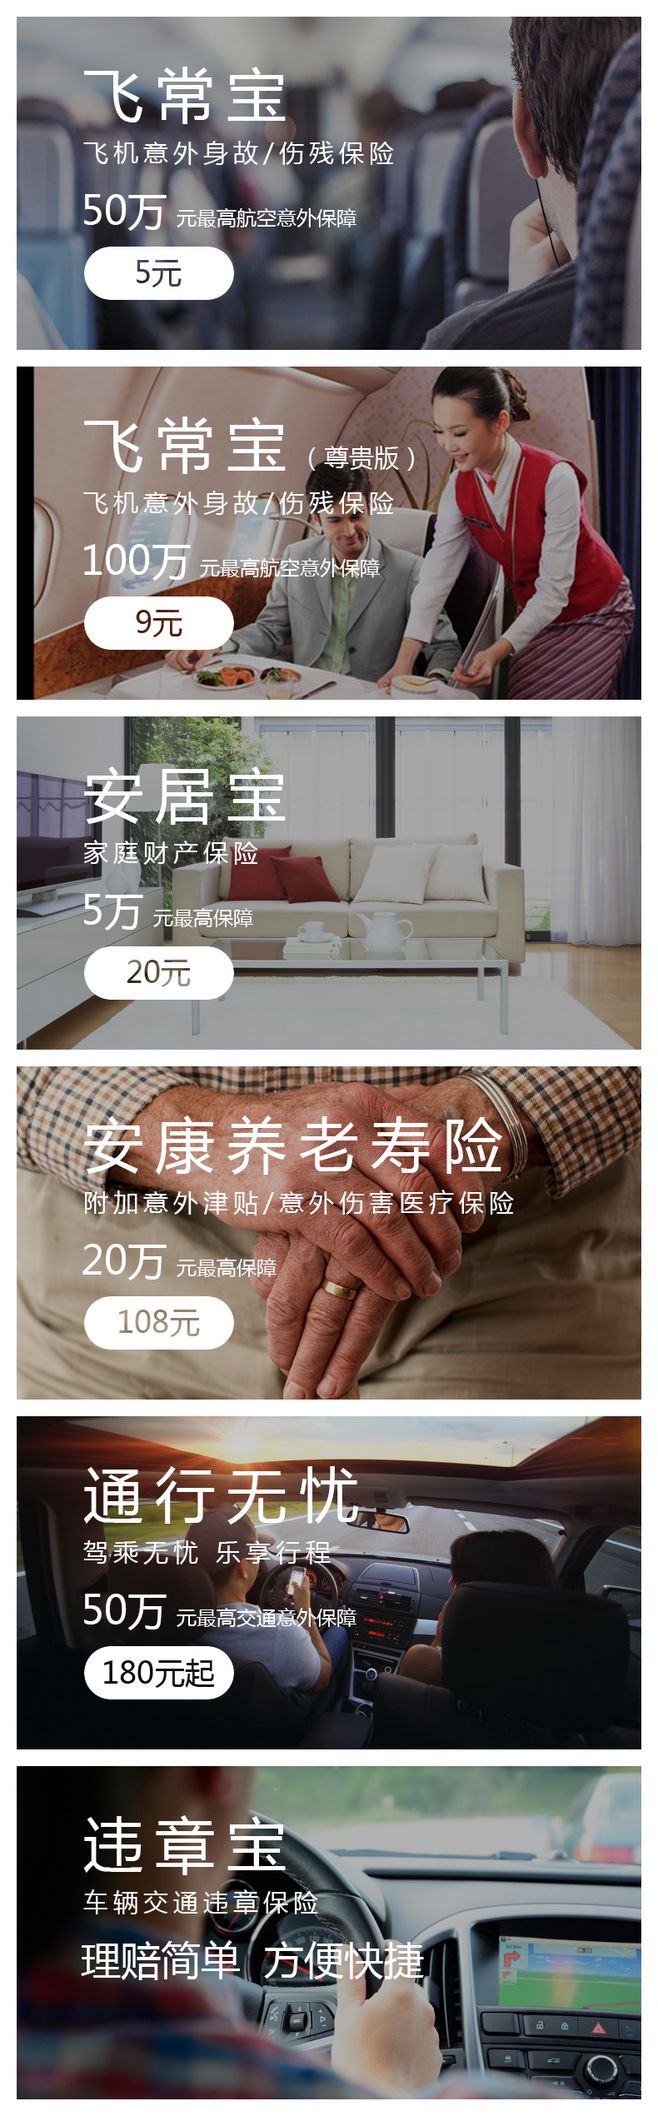 飞常宝
飞机意外身故/伤残保险
50万 元最高航空意外保障
5元
飞常宝（尊贵版）
飞机意外身故/伤残保险
100万 元最高航空意外保障
9元
安居宝
家庭财产保险
5万 元最高保障
20元
安康养老寿险
附加意外津贴/意外伤害医疗保险
20万 元最高保障
108元
通行无忧
驾乘无忧 乐享行程
50万 元最高交通意外保障
180元起
违章宝
车辆交通违章保险
理赔简单 方便快捷